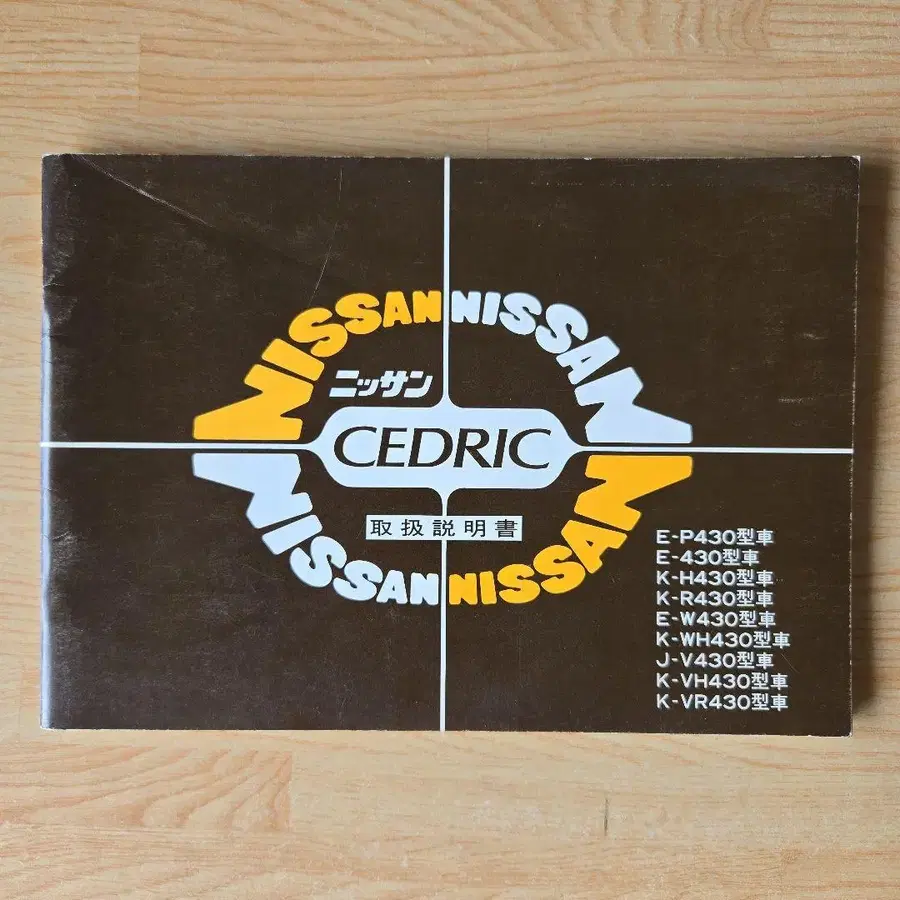 NISSAN NISSAN
ニッサン
CEDRIC
取扱説明書
NISSAN NISSAN
E-P430型車
E-430型車
K-H430型車
K-R430型車
E-W430型車
K-WH430型車
J-V430型車
K-VH430型車
K-VR430型車